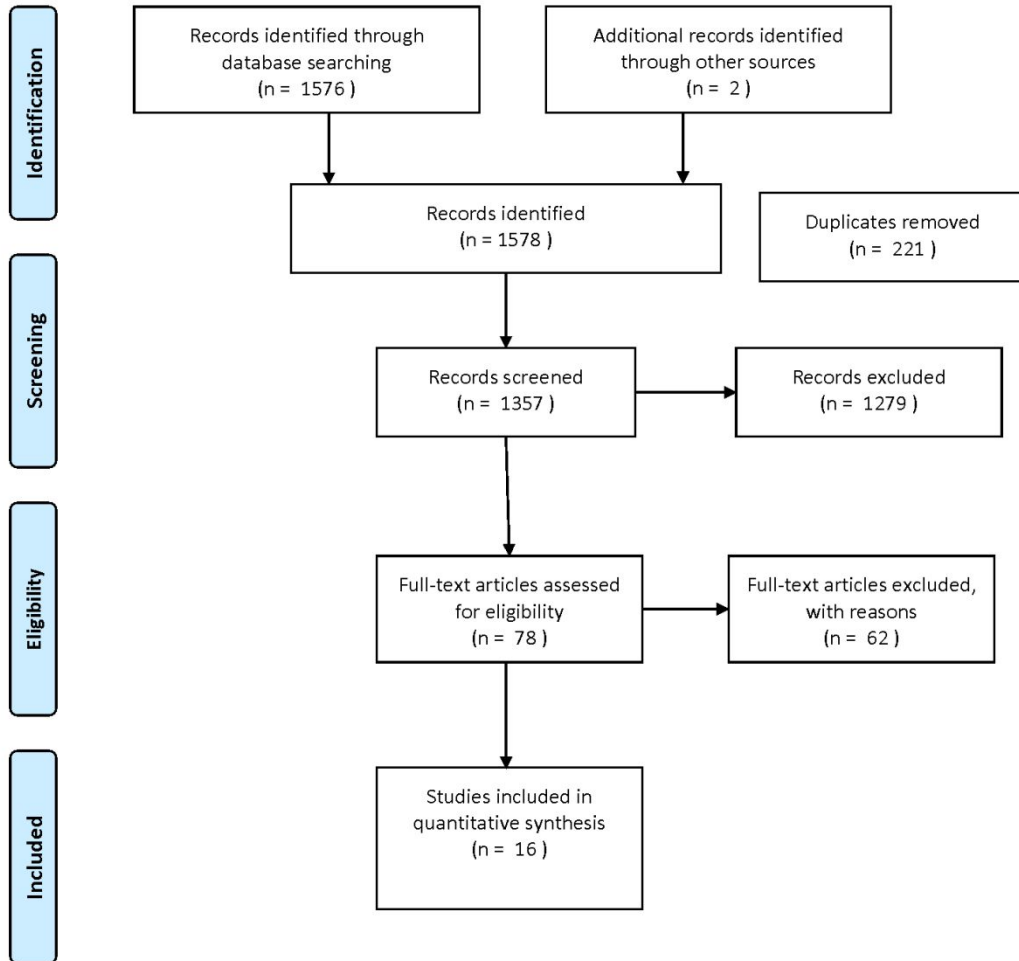 Identification
Records identified through
database searching
(n = 1576 )
Additional records identified
through other sources
(n = 2 )
Records identified
(n = 1578 )
Duplicates removed
(n = 221 )
Screening
Records screened
(n = 1357 )
Records excluded
(n = 1279 )
Eligibility
Full-text articles assessed
for eligibility
(n = 78 )
Full-text articles excluded,
with reasons
(n = 62 )
Included
Studies included in
quantitative synthesis
(n = 16 )